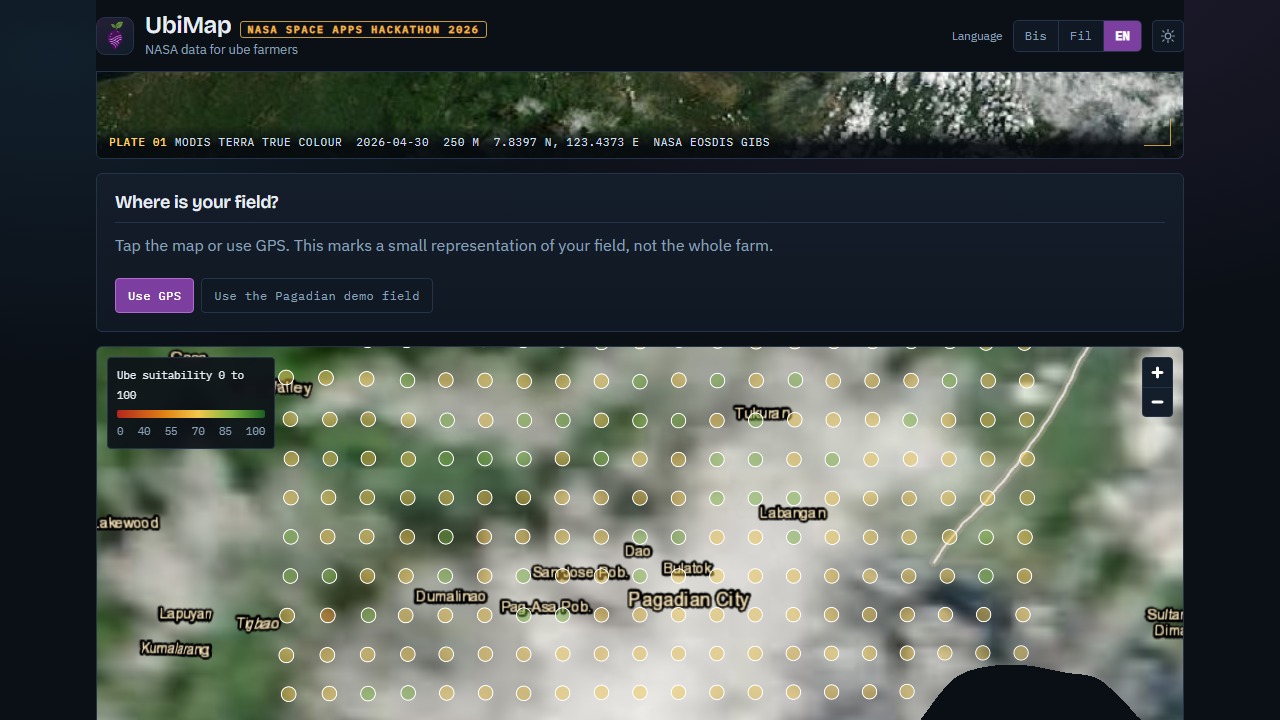 UbiMap NASA SPACE APPS HACKATHON 2026
NASA data for ube farmers
Language Bis Fil EN
PLATE 01 MODIS TERRA TRUE COLOUR 2026-04-30 250 M 7.8397 N, 123.4373 E NASA EOSDIS GIBS
Where is your field?
Tap the map or use GPS. This marks a small representation of your field, not the whole farm.
Use GPS
Use the Pagadian demo field
Ube suitability 0 to
100
0 40 55 70 85 100
+
−
Valley
Tukuran
Labangan
akewood
Dao
San Jose Pob.
Bulatok
Dumalinao
Pag-Asa Pob.
Pagadian City
Lapuyan
Tigbao
Kumalarang
Sultan
Dima